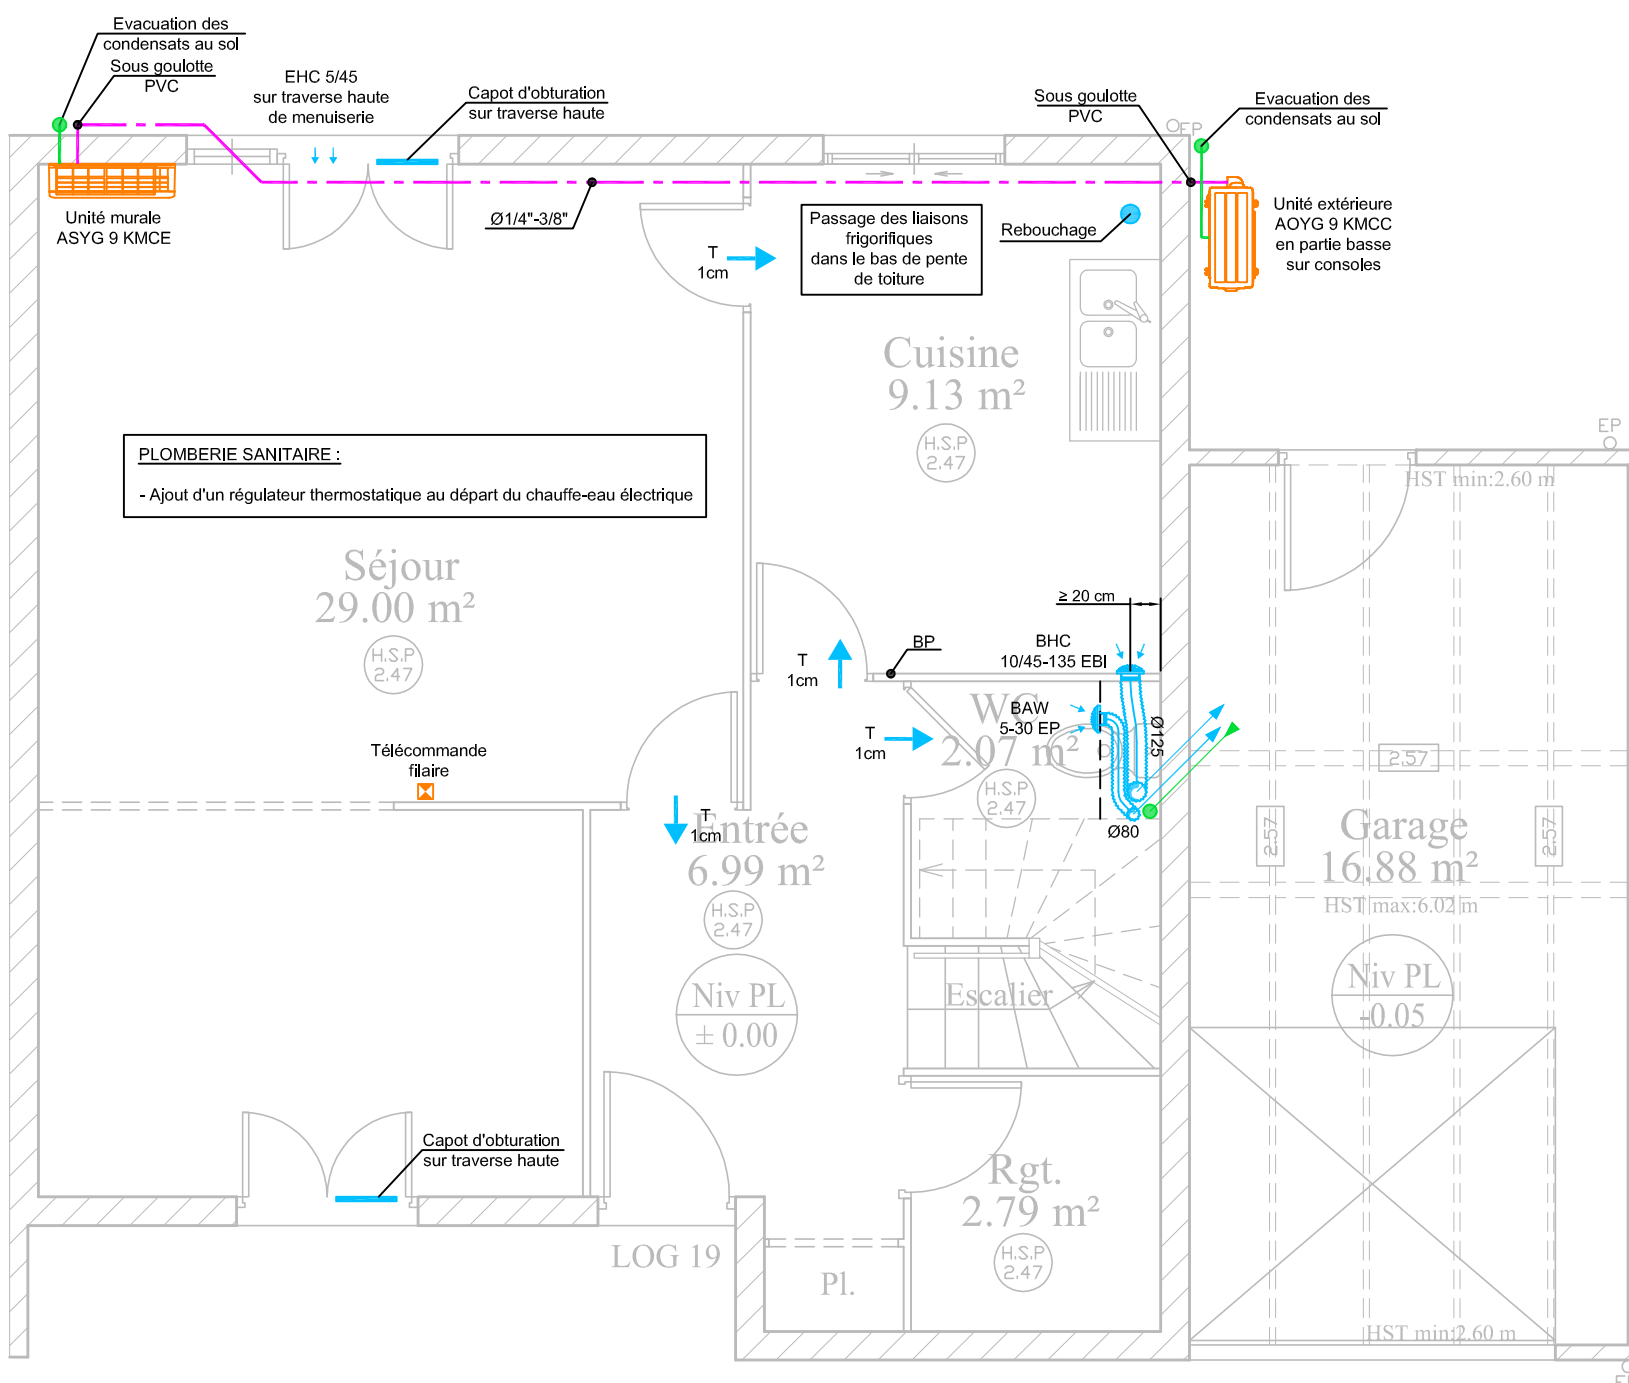 Evacuation des
condensats au sol
Sous goulotte
PVC
EHC 5/45
sur traverse haute
de menuiserie
Capot d'obturation
sur traverse haute
Sous goulotte
PVC
EP
Evacuation des
condensats au sol
Unité murale
ASYG 9 KMCE
Ø1/4"-3/8"
T
1cm
Passage des liaisons
frigorifiques
dans le bas de pente
de toiture
Rebouchage
Unité extérieure
AOYG 9 KMCC
en partie basse
sur consoles
Cuisine
9.13 m²
H.S.P
2.47
EP
HST min:2.60 m
PLOMBERIE SANITAIRE :
- Ajout d'un régulateur thermostatique au départ du chauffe-eau électrique
Séjour
29.00 m²
H.S.P
2.47
≥ 20 cm
BP
BHC
10/45-135 EBI
T
1cm
WC
2.07 m²
BAW
5-30 EP
T
1cm
Ø125
H.S.P
2.47
Ø80
Télécommande
filaire
T
1cm
Entrée
6.99 m²
H.S.P
2.47
Niv PL
± 0.00
2.57
2.57
2.57
Garage
16.88 m²
HST max:6.02 m
Niv PL
-0.05
Escalier
Capot d'obturation
sur traverse haute
Rgt.
2.79 m²
H.S.P
2.47
LOG 19
Pl.
HST min:2.60 m